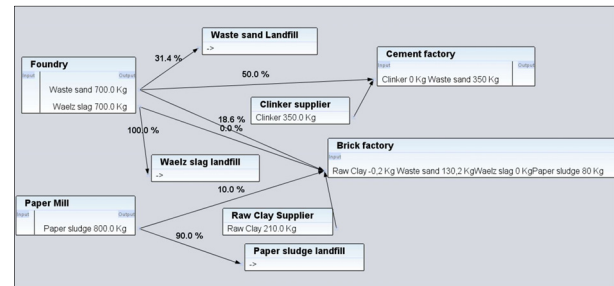 Waste sand Landfill
->
31.4 %
Foundry
Input
Output
Waste sand 700.0 Kg
Waelz slag 700.0 Kg
50.0 %
Cement factory
Input
Output
Clinker 0 Kg Waste sand 350 Kg
Clinker supplier
Clinker 350.0 Kg
18.6 %
0.0 %
100.0 %
Brick factory
Input
Raw Clay -0,2 Kg Waste sand 130,2 KgWaelz slag 0 KgPaper sludge 80 Kg
Waelz slag landfill
->
10.0 %
Paper Mill
Input
Output
Paper sludge 800.0 Kg
Raw Clay Supplier
Raw Clay 210.0 Kg
90.0 %
Paper sludge landfill
->